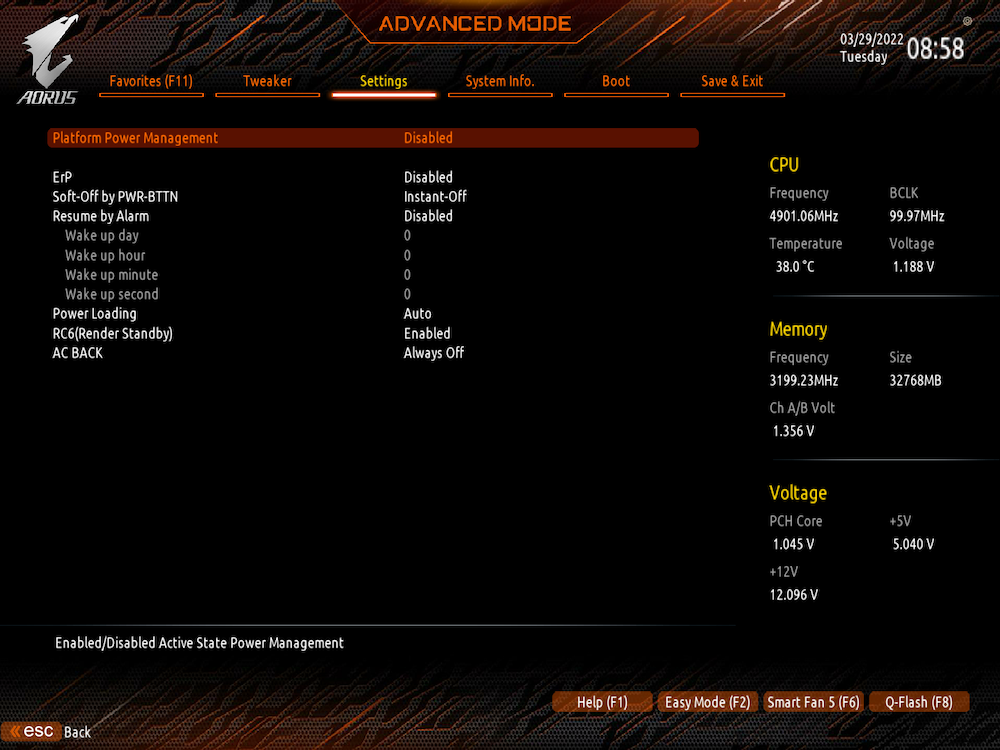 ADVANCED MODE
03/29/2022 Tuesday 08:58
AORUS
Favorites (F11) Tweaker Settings System Info. Boot Save & Exit
Platform Power Management Disabled
ErP Disabled
Soft-Off by PWR-BTTN Instant-Off
Resume by Alarm Disabled
Wake up day 0
Wake up hour 0
Wake up minute 0
Wake up second 0
Power Loading Auto
RC6(Render Standby) Enabled
AC BACK Always Off
CPU
Frequency BCLK
4901.06MHz 99.97MHz
Temperature Voltage
38.0 °C 1.188 V
Memory
Frequency Size
3199.23MHz 32768MB
Ch A/B Volt
1.356 V
Voltage
PCH Core +5V
1.045 V 5.040 V
+12V
12.096 V
Enabled/Disabled Active State Power Management
Help (F1) Easy Mode (F2) Smart Fan 5 (F6) Q-Flash (F8)
esc Back